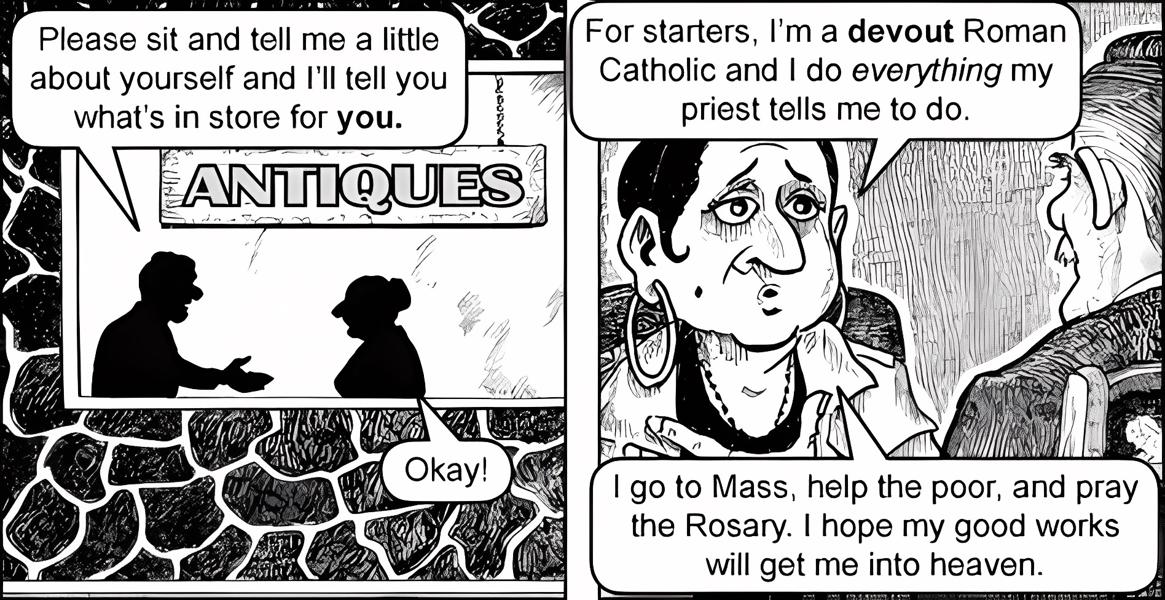 Please sit and tell me a little
about yourself and I'll tell you
what's in store for you.
ANTIQUES
Okay!
For starters, I'm a devout Roman
Catholic and I do everything my
priest tells me to do.
I go to Mass, help the poor, and pray
the Rosary. I hope my good works
will get me into heaven.